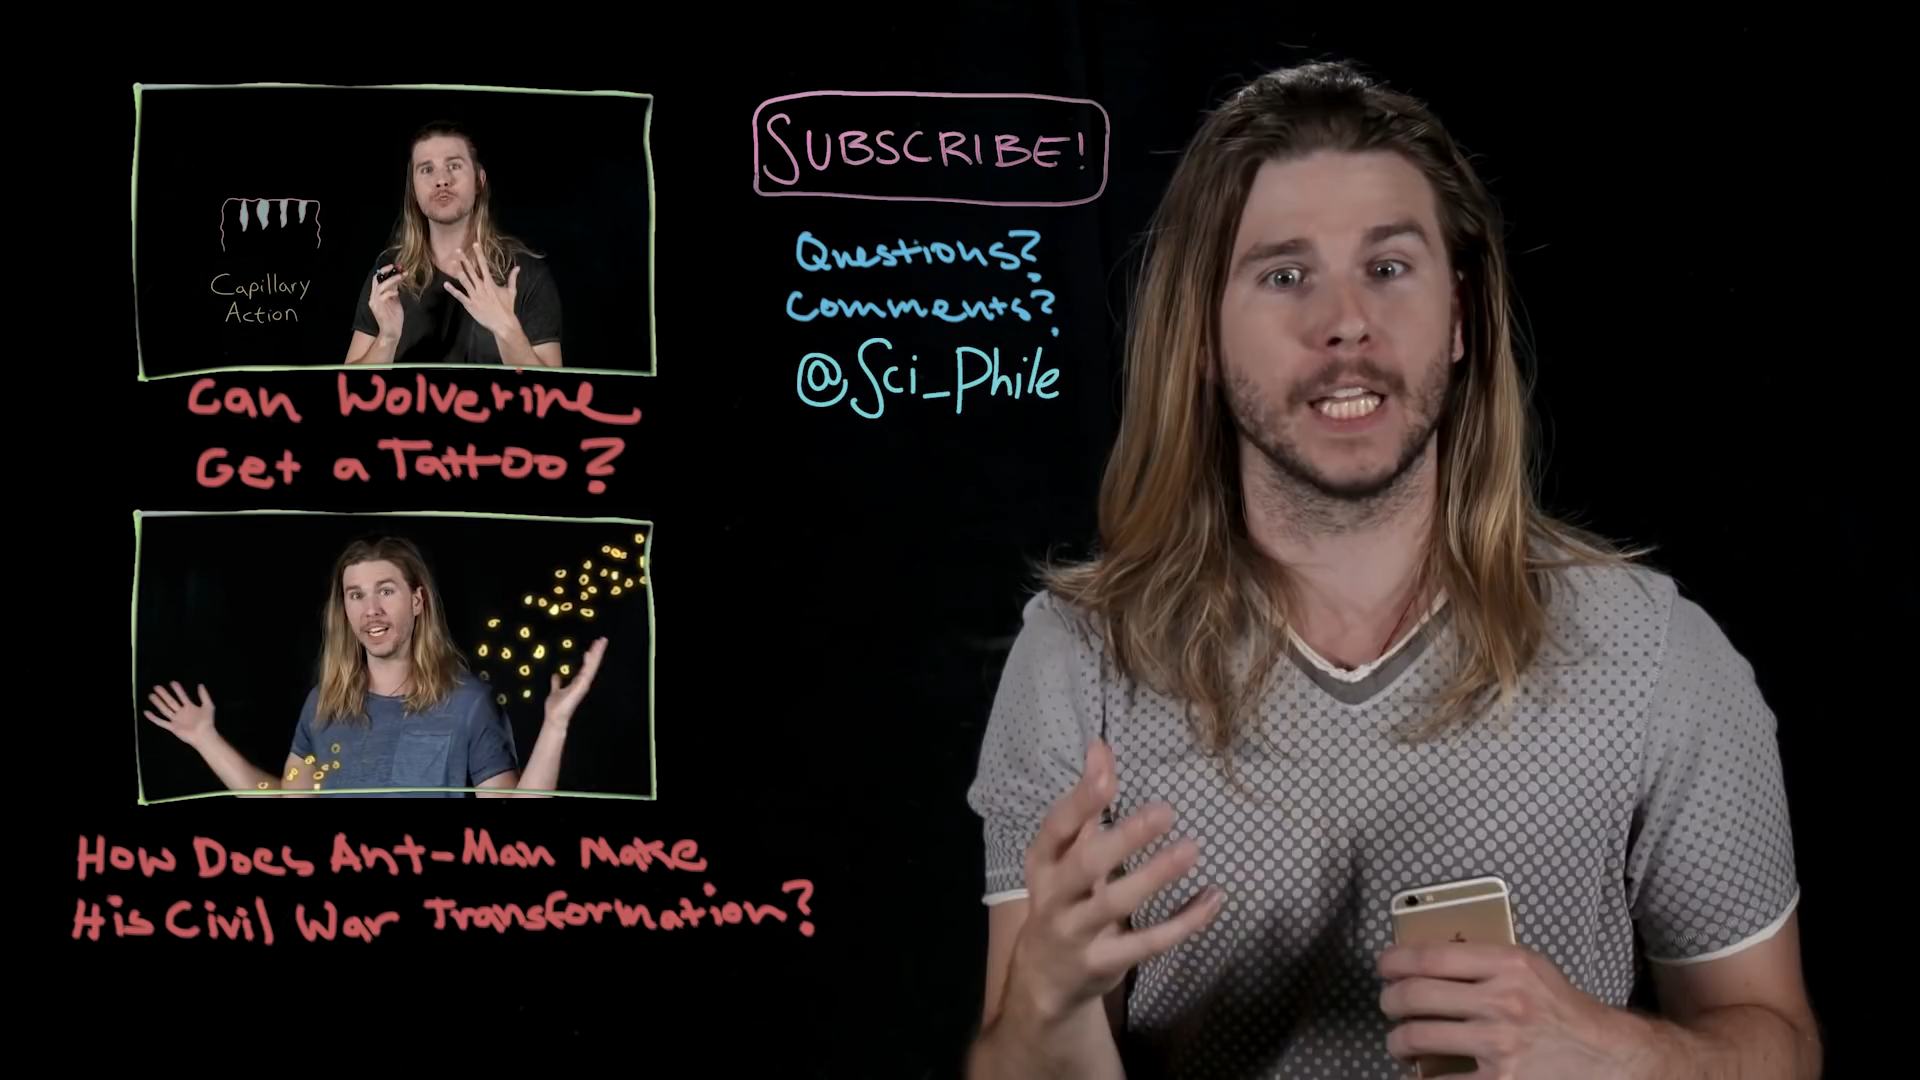 Capillary
Action
Can Wolverine
Get a Tattoo?
How Does Ant-Man Make
His Civil War Transformation?
SUBSCRIBE!
Questions?
Comments?
@Sci_Phile